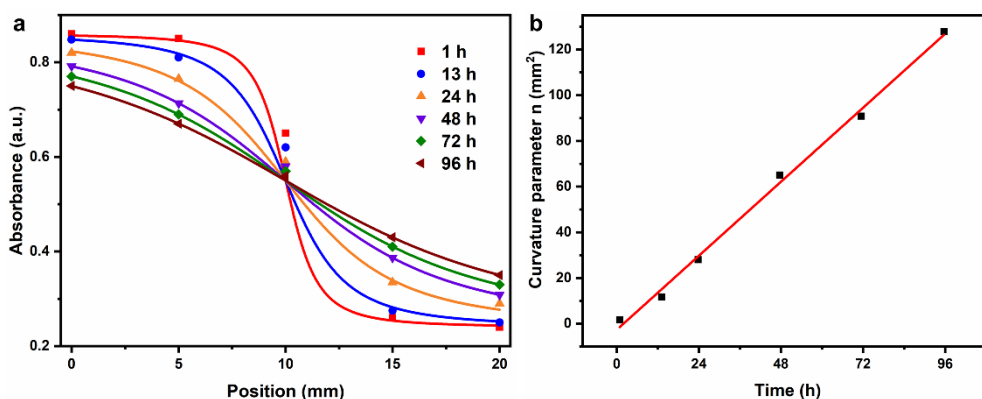 a
0.8
0.6
0.4
0.2
Absorbance (a.u.)
0
5
10
15
20
Position (mm)
1 h
13 h
24 h
48 h
72 h
96 h
b
120
100
80
60
40
20
0
Curvature parameter n (mm²)
0
24
48
72
96
Time (h)